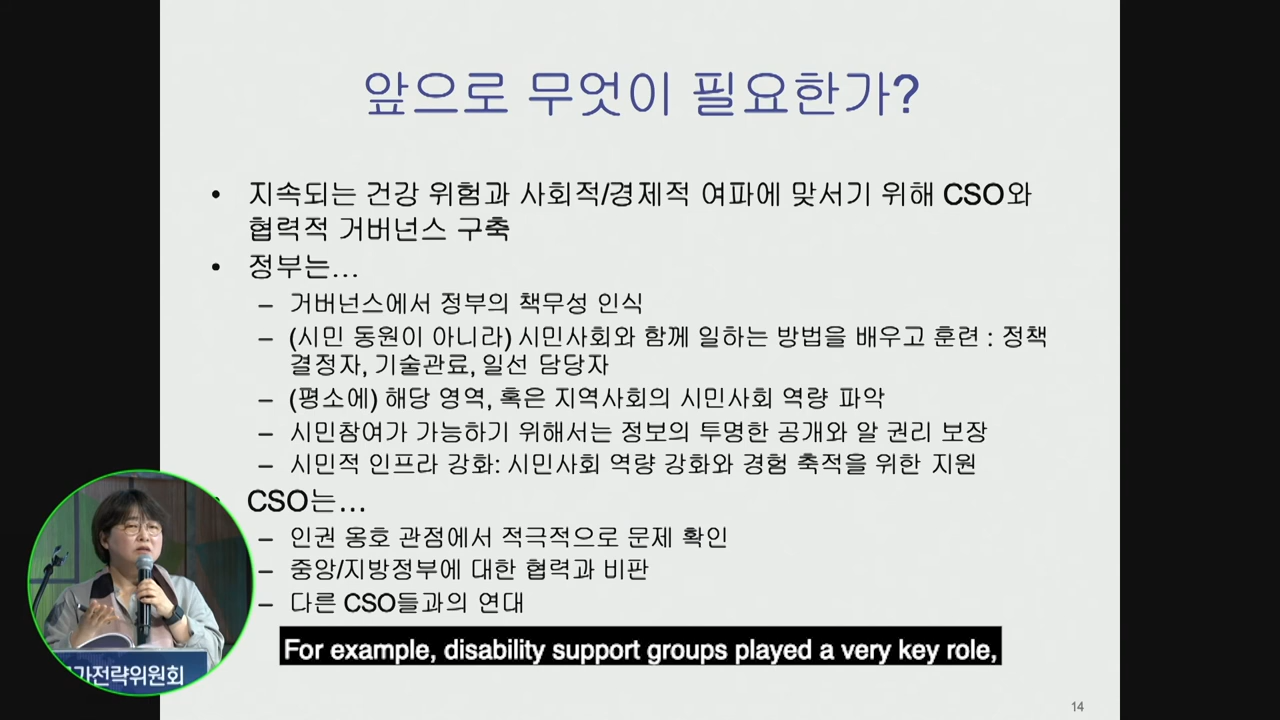 앞으로 무엇이 필요한가?
• 지속되는 건강 위험과 사회적/경제적 여파에 맞서기 위해 CSO와
협력적 거버넌스 구축
• 정부는…
– 거버넌스에서 정부의 책무성 인식
– (시민 동원이 아니라) 시민사회와 함께 일하는 방법을 배우고 훈련 : 정책
결정자, 기술관료, 일선 담당자
– (평소에) 해당 영역, 혹은 지역사회의 시민사회 역량 파악
– 시민참여가 가능하기 위해서는 정보의 투명한 공개와 알 권리 보장
– 시민적 인프라 강화: 시민사회 역량 강화와 경험 축적을 위한 지원
• CSO는…
– 인권 옹호 관점에서 적극적으로 문제 확인
– 중앙/지방정부에 대한 협력과 비판
– 다른 CSO들과의 연대
For example, disability support groups played a very key role,
가전략위원회
14